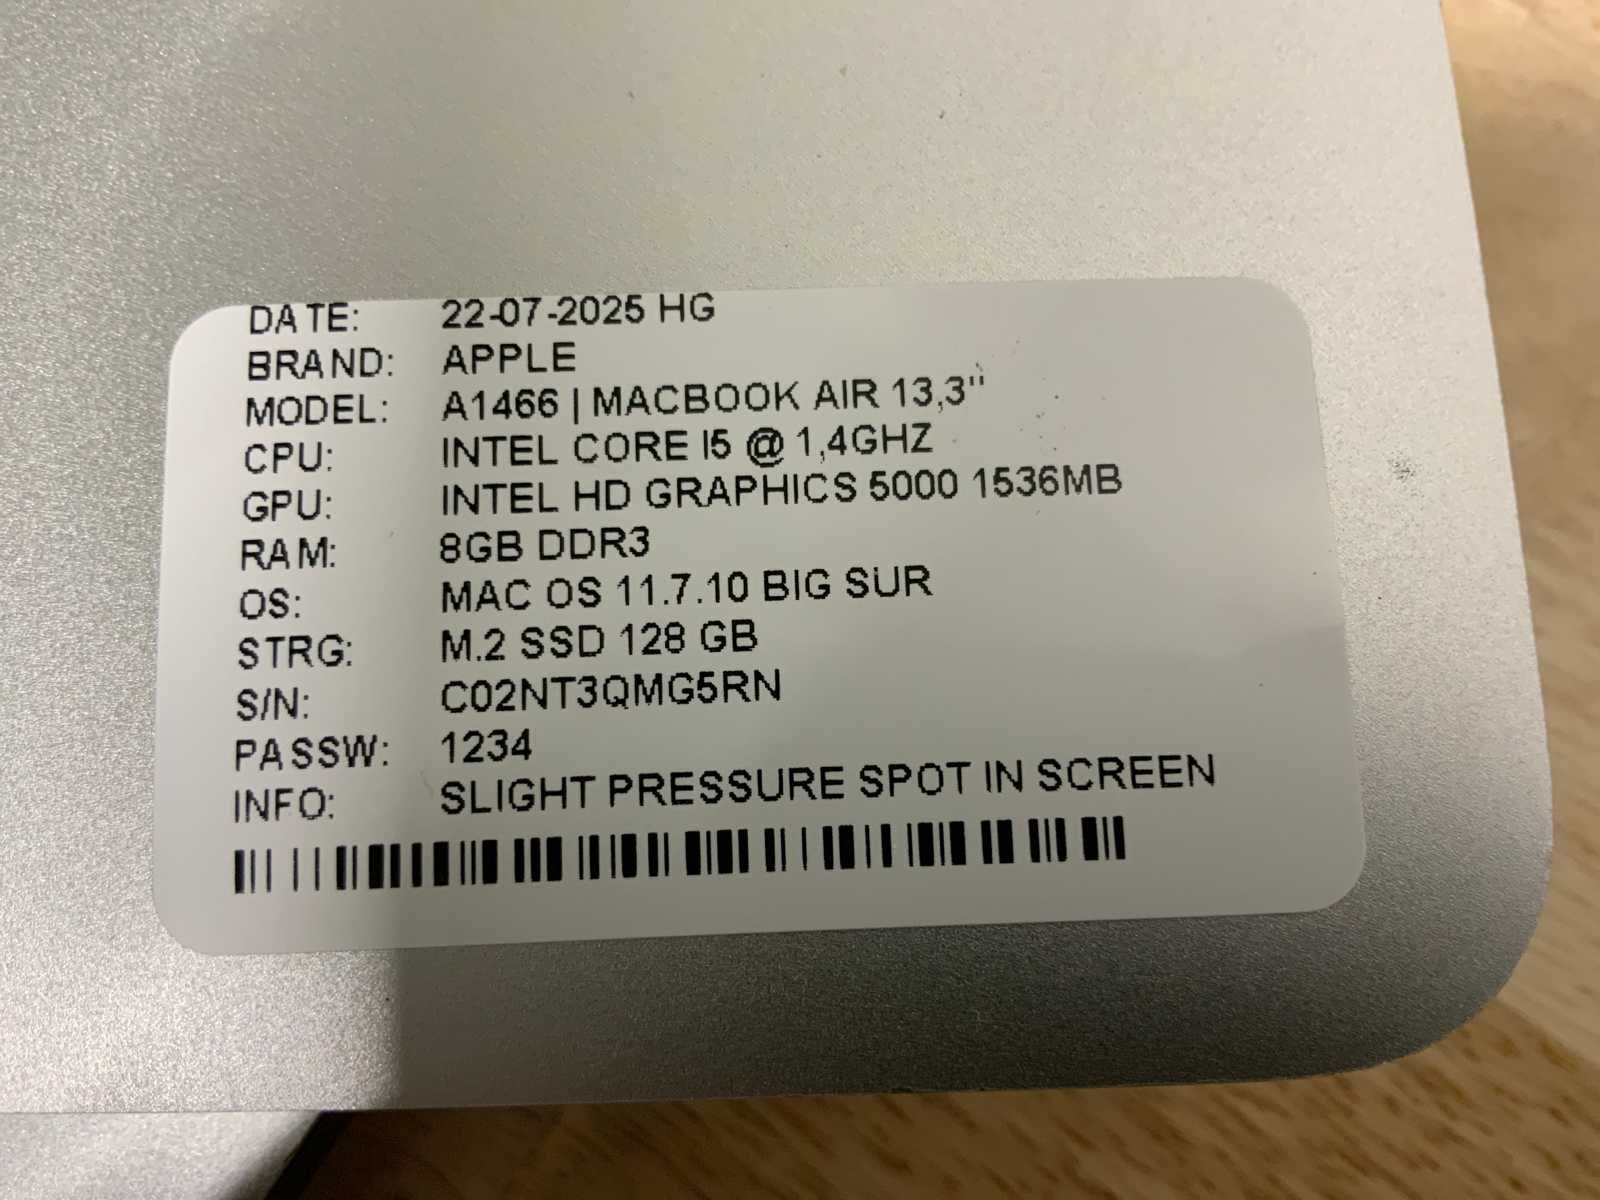 DATE: 22-07-2025 HG
BRAND: APPLE
MODEL: A1466 | MACBOOK AIR 13,3"
CPU: INTEL CORE I5 @ 1,4GHZ
GPU: INTEL HD GRAPHICS 5000 1536MB
RAM: 8GB DDR3
OS: MAC OS 11.7.10 BIG SUR
STRG: M.2 SSD 128 GB
S/N: C02NT3QMG5RN
PASSW: 1234
INFO: SLIGHT PRESSURE SPOT IN SCREEN